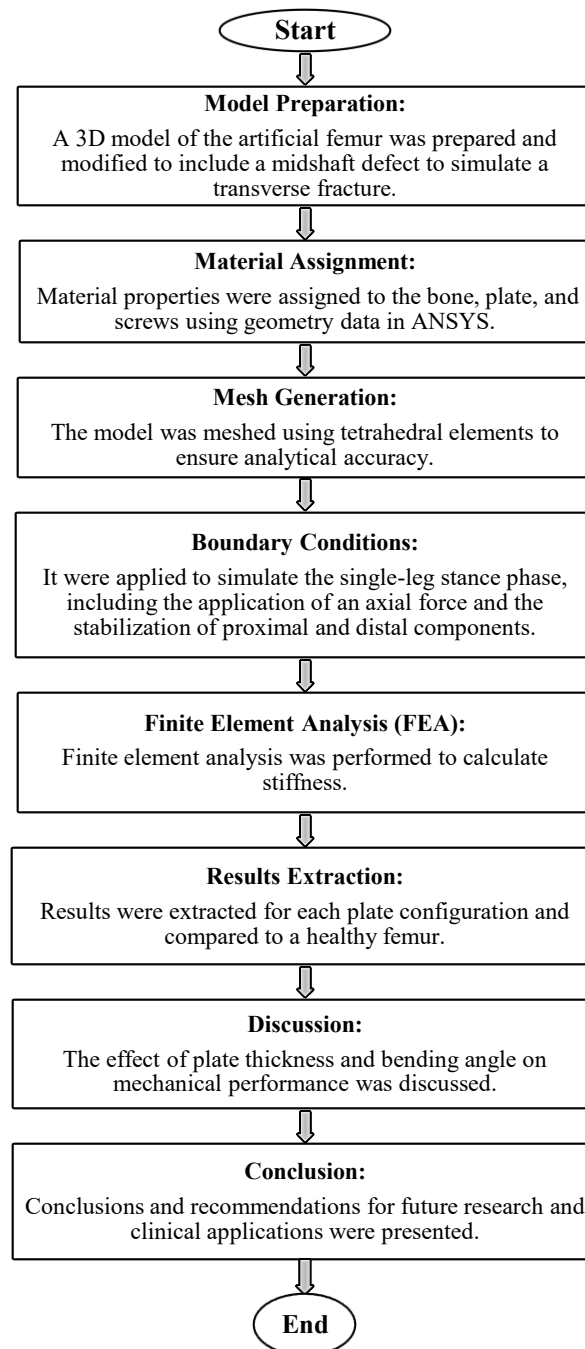 Start
Model Preparation:
A 3D model of the artificial femur was prepared and
modified to include a midshaft defect to simulate a
transverse fracture.
Material Assignment:
Material properties were assigned to the bone, plate, and
screws using geometry data in ANSYS.
Mesh Generation:
The model was meshed using tetrahedral elements to
ensure analytical accuracy.
Boundary Conditions:
It were applied to simulate the single-leg stance phase,
including the application of an axial force and the
stabilization of proximal and distal components.
Finite Element Analysis (FEA):
Finite element analysis was performed to calculate
stiffness.
Results Extraction:
Results were extracted for each plate configuration and
compared to a healthy femur.
Discussion:
The effect of plate thickness and bending angle on
mechanical performance was discussed.
Conclusion:
Conclusions and recommendations for future research and
clinical applications were presented.
End